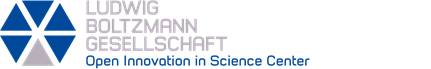 LUDWIG
BOLTZMANN
GESELLSCHAFT
Open Innovation in Science Center